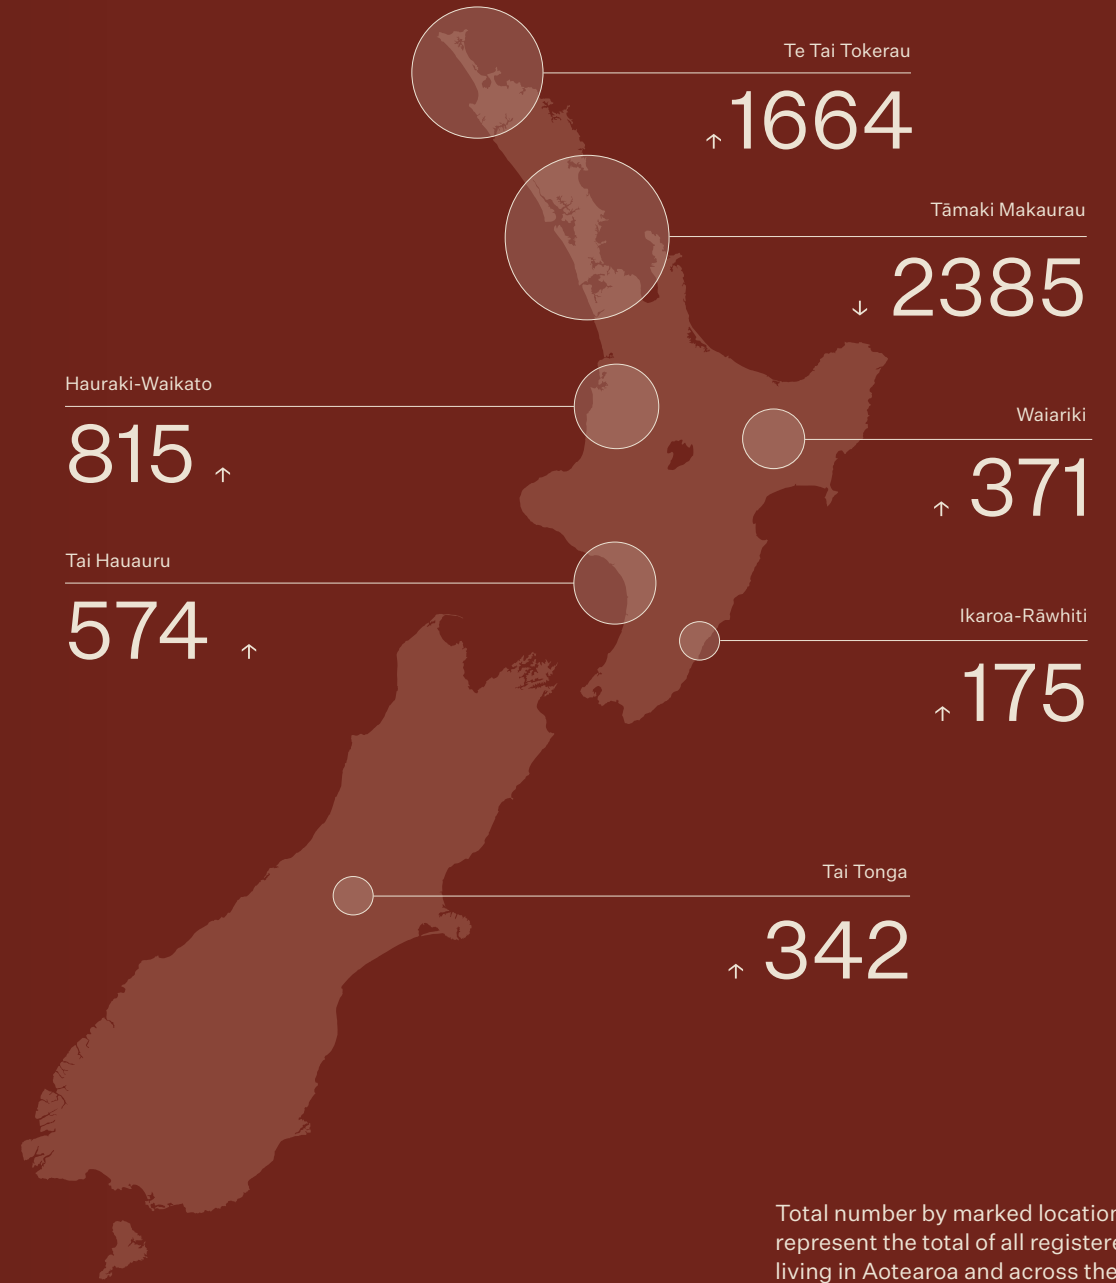 Te Tai Tokerau
↑1664
Tāmaki Makaurau
↓ 2385
Hauraki-Waikato
815 ↑
Waiariki
↑ 371
Tai Hauauru
574 ↑
Ikaroa-Rāwhiti
↑ 175
Tai Tonga
↑ 342
Total number by marked location
represent the total of all registere
living in Aotearoa and across the